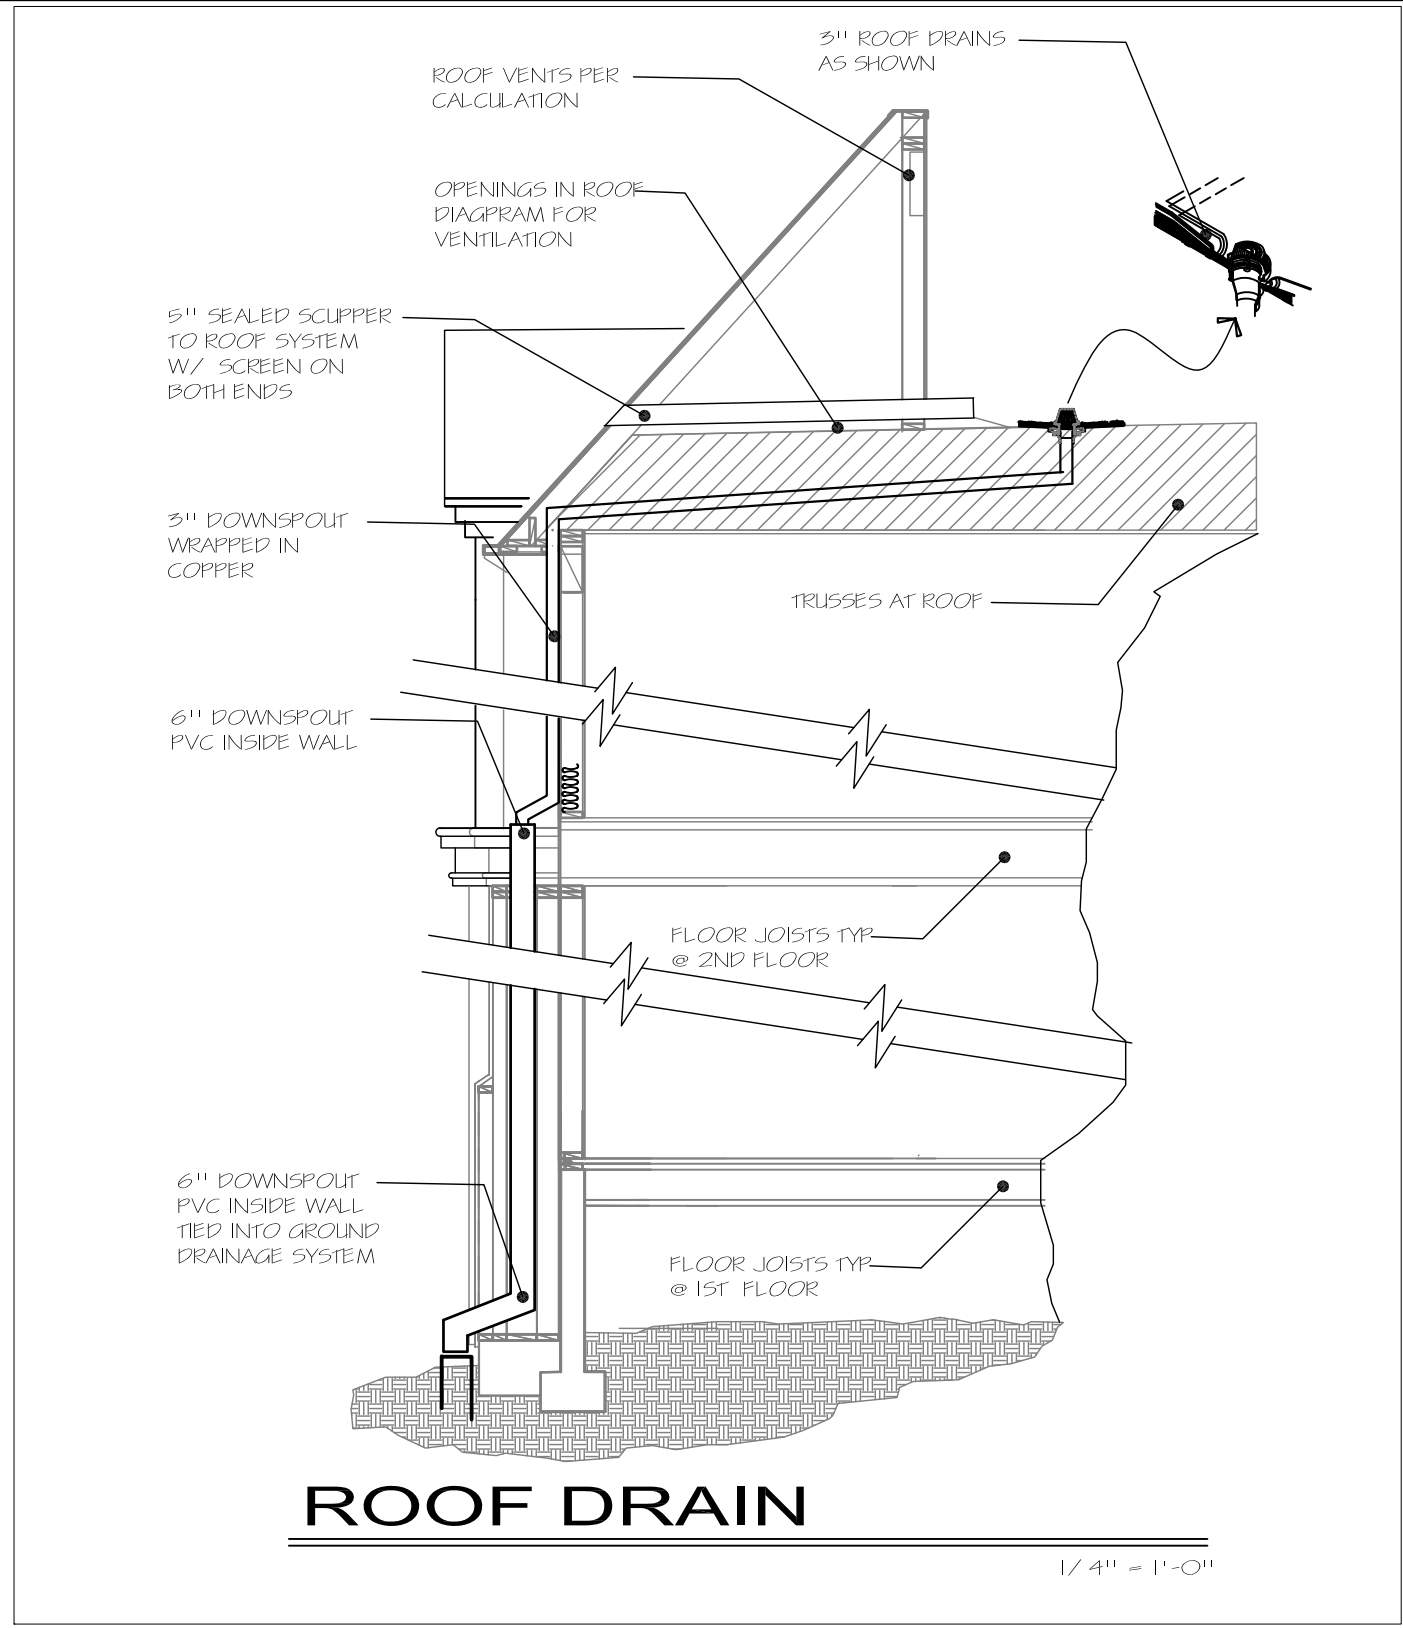 3" ROOF DRAINS
AS SHOWN
ROOF VENTS PER
CALCULATION
OPENINGS IN ROOF
DIAGPRAM FOR
VENTILATION
5" SEALED SCUPPER
TO ROOF SYSTEM
W/ SCREEN ON
BOTH ENDS
3" DOWNSPOUT
WRAPPED IN
COPPER
TRUSSES AT ROOF
6" DOWNSPOUT
PVC INSIDE WALL
FLOOR JOISTS TYP
@ 2ND FLOOR
6" DOWNSPOUT
PVC INSIDE WALL
TIED INTO GROUND
DRAINAGE SYSTEM
FLOOR JOISTS TYP
@ 1ST FLOOR
ROOF DRAIN
1/4" = 1'-0"